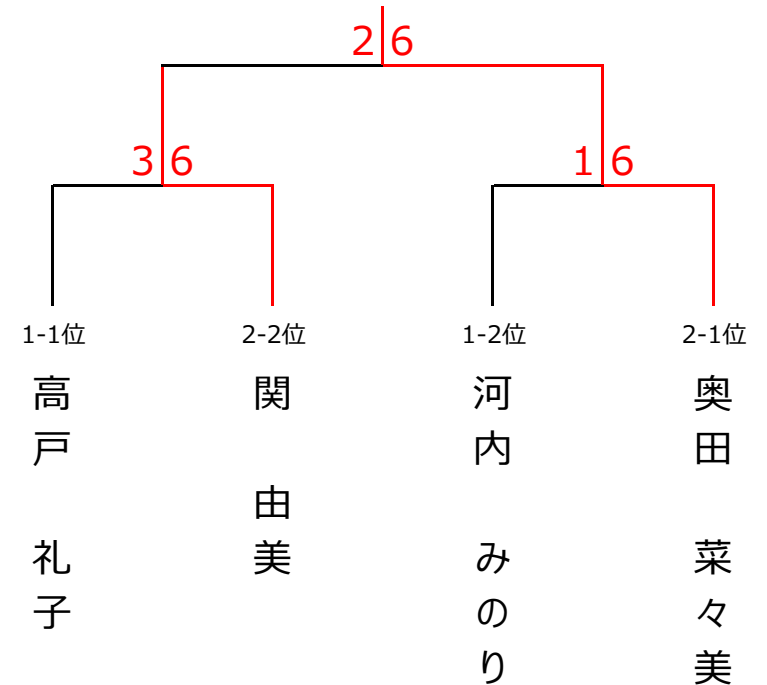 2 6
3 6
1 6
1-1位
2-2位
1-2位
2-1位
高戸 礼子
関 由美
河内 みのり
奥田 菜々美